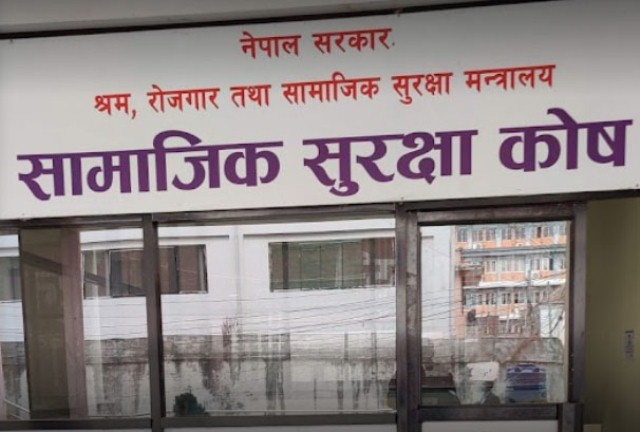 नेपाल सरकार
श्रम, रोजगार तथा सामाजिक सुरक्षा मन्त्रालय
सामाजिक सुरक्षा कोष